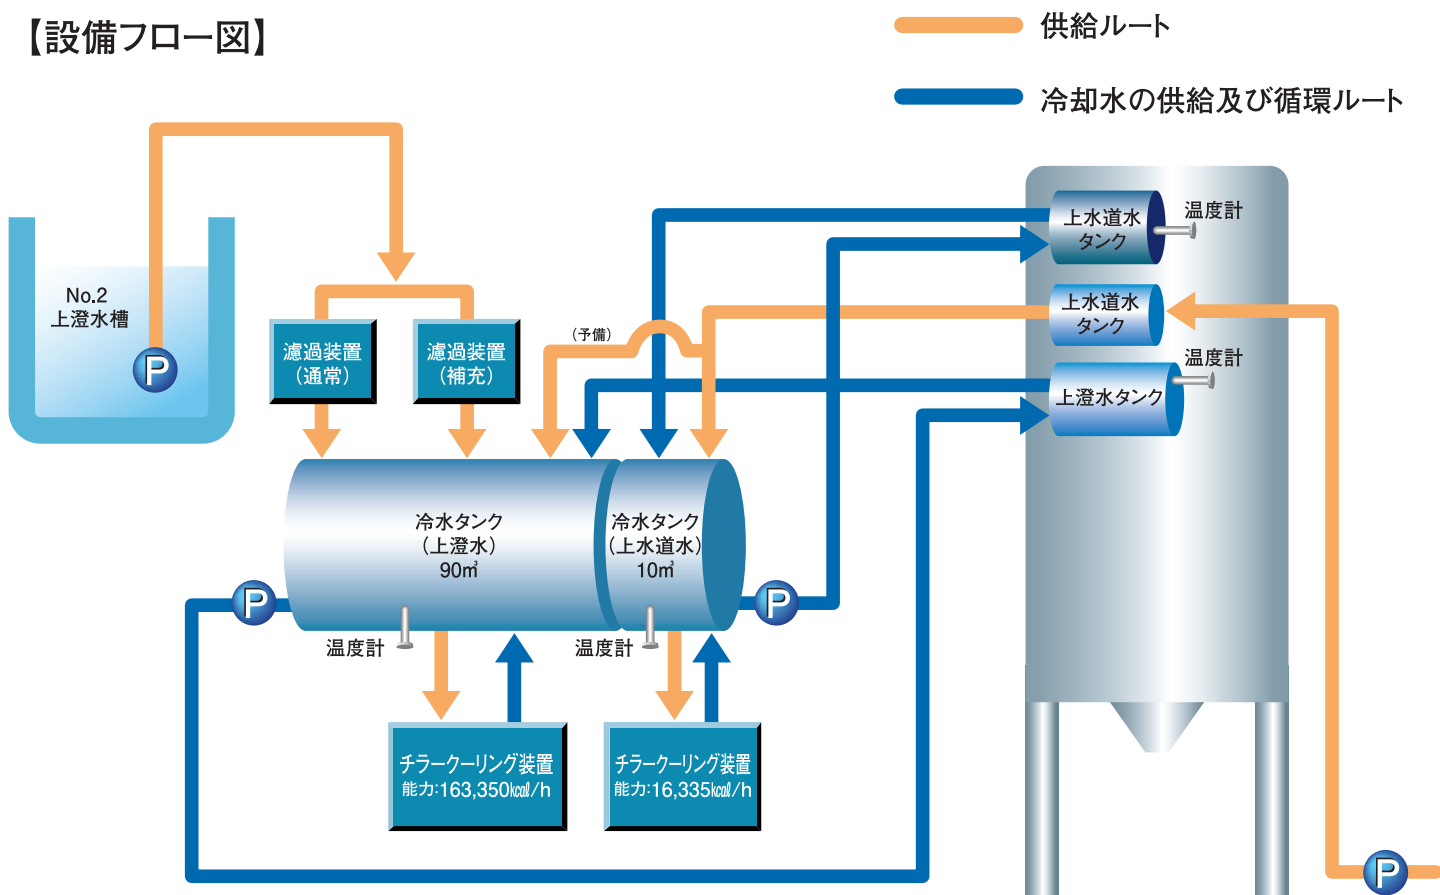 【設備フロー図】
供給ルート
冷却水の供給及び循環ルート
No.2
上澄水槽
P
濾過装置
（通常）
濾過装置
（補充）
（予備）
上水道水
タンク
温度計
上水道水
タンク
温度計
上澄水タンク
冷水タンク
（上澄水）
90㎥
冷水タンク
（上水道水）
10㎥
P
P
温度計
温度計
チラークーリング装置
能力：163,350kcal/h
チラークーリング装置
能力：16,335kcal/h
P